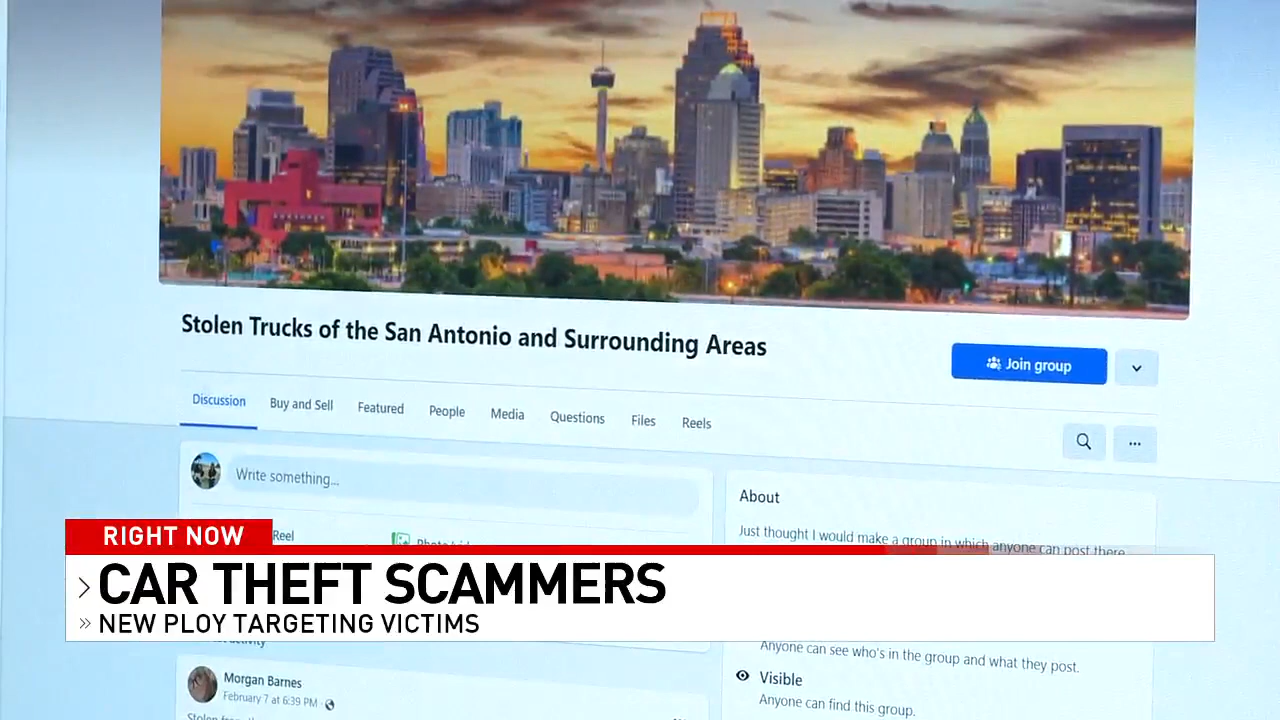 Stolen Trucks of the San Antonio and Surrounding Areas
Join group
Discussion Buy and Sell Featured People Media Questions Files Reels
Write something...
Reel
About
Just thought I would make a group in which anyone can post there
RIGHT NOW
CAR THEFT SCAMMERS
NEW PLOY TARGETING VICTIMS
Anyone can see who's in the group and what they post.
Visible
Anyone can find this group.
Morgan Barnes
February 7 at 6:39 PM
Stolen